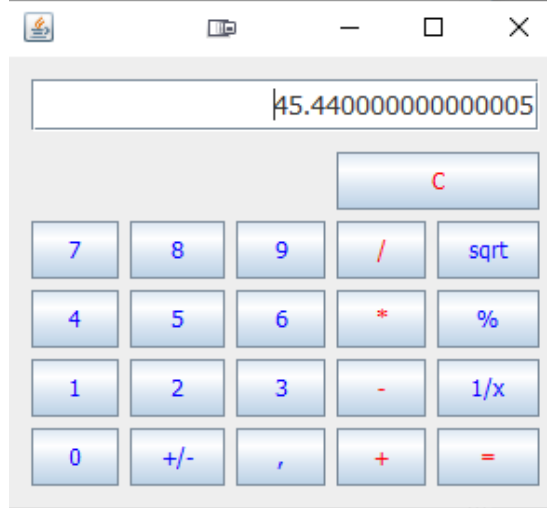 45.440000000000005
C
7 8 9 / sqrt
4 5 6 * %
1 2 3 - 1/x
0 +/- , + =